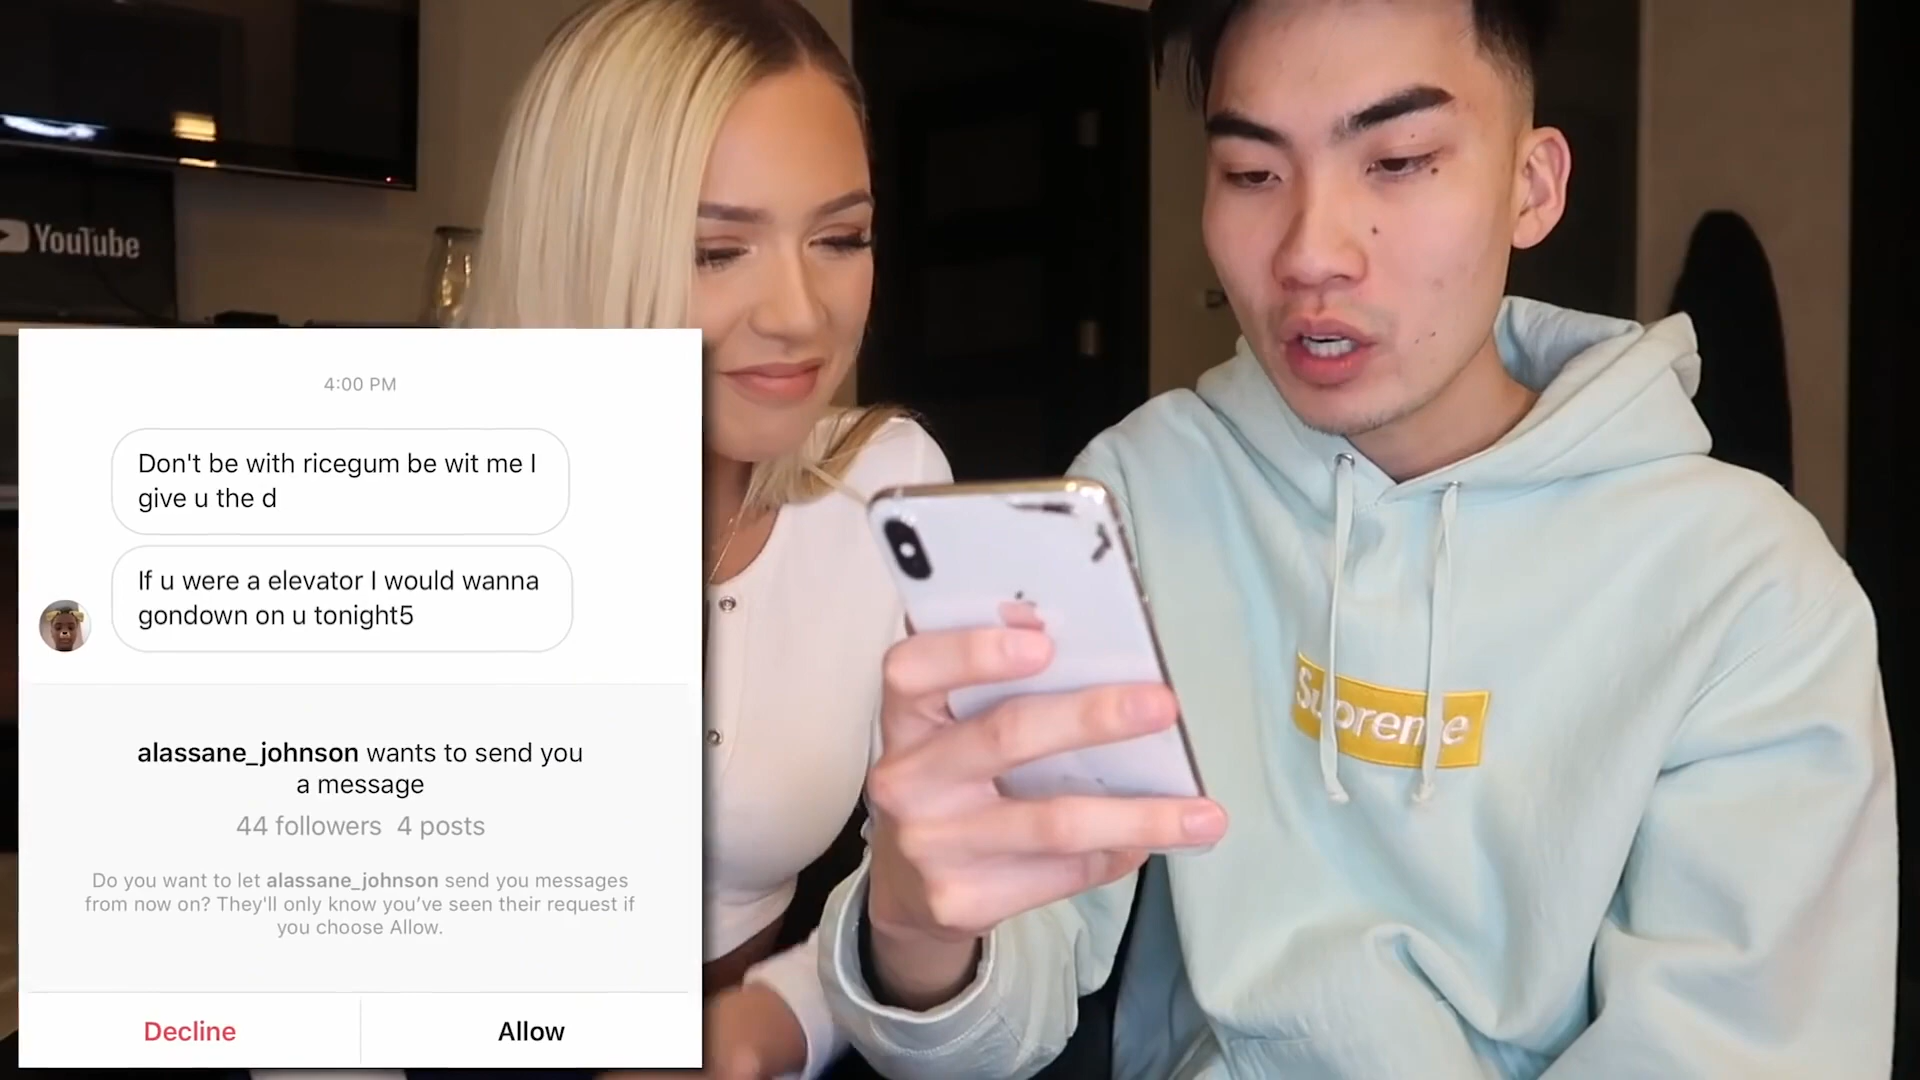 YouTube
4:00 PM
Don't be with ricegum be wit me I
give u the d
If u were a elevator I would wanna
gondown on u tonight5
alassane_johnson wants to send you
a message
44 followers 4 posts
Do you want to let alassane_johnson send you messages
from now on? They'll only know you've seen their request if
you choose Allow.
Decline
Allow
Supreme